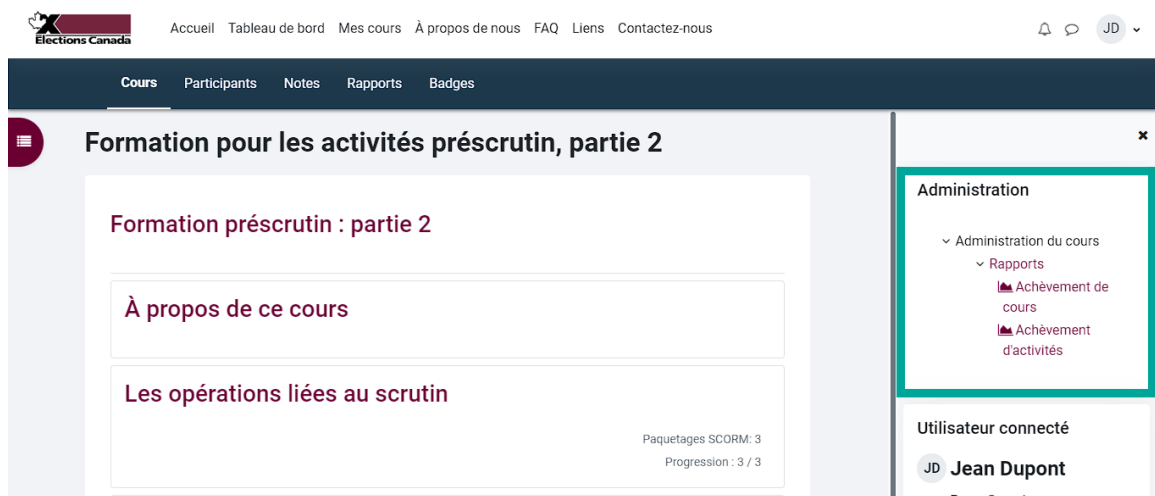 Elections Canada
Accueil Tableau de bord Mes cours À propos de nous FAQ Liens Contactez-nous JD
Cours Participants Notes Rapports Badges
Formation pour les activités préscrutin, partie 2
Formation préscrutin : partie 2
À propos de ce cours
Les opérations liées au scrutin
Paquetages SCORM: 3
Progression : 3 / 3
Administration
Administration du cours
Rapports
Achèvement de
cours
Achèvement
d'activités
Utilisateur connecté
JD Jean Dupont